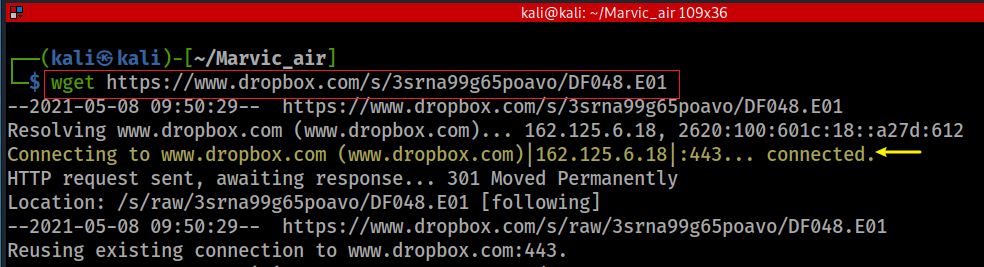 kali@kali: ~/Marvic_air 109x36
┌──(kali㉿kali)-[~/Marvic_air]
└─$ wget https://www.dropbox.com/s/3srna99g65poavo/DF048.E01
--2021-05-08 09:50:29--  https://www.dropbox.com/s/3srna99g65poavo/DF048.E01
Resolving www.dropbox.com (www.dropbox.com)... 162.125.6.18, 2620:100:601c:18::a27d:612
Connecting to www.dropbox.com (www.dropbox.com)|162.125.6.18|:443... connected.
HTTP request sent, awaiting response... 301 Moved Permanently
Location: /s/raw/3srna99g65poavo/DF048.E01 [following]
--2021-05-08 09:50:29--  https://www.dropbox.com/s/raw/3srna99g65poavo/DF048.E01
Reusing existing connection to www.dropbox.com:443.